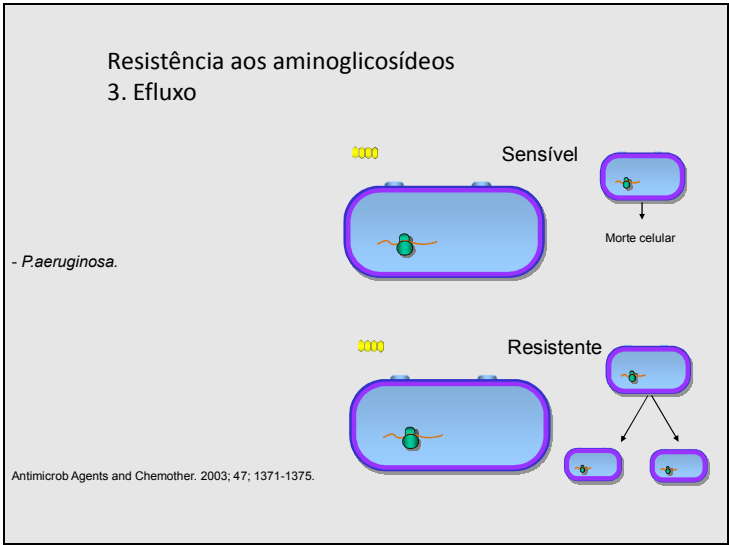 Resistência aos aminoglicosídeos
3. Efluxo
Sensível
Morte celular
- P.aeruginosa.
Resistente
Antimicrob Agents and Chemother. 2003; 47; 1371-1375.